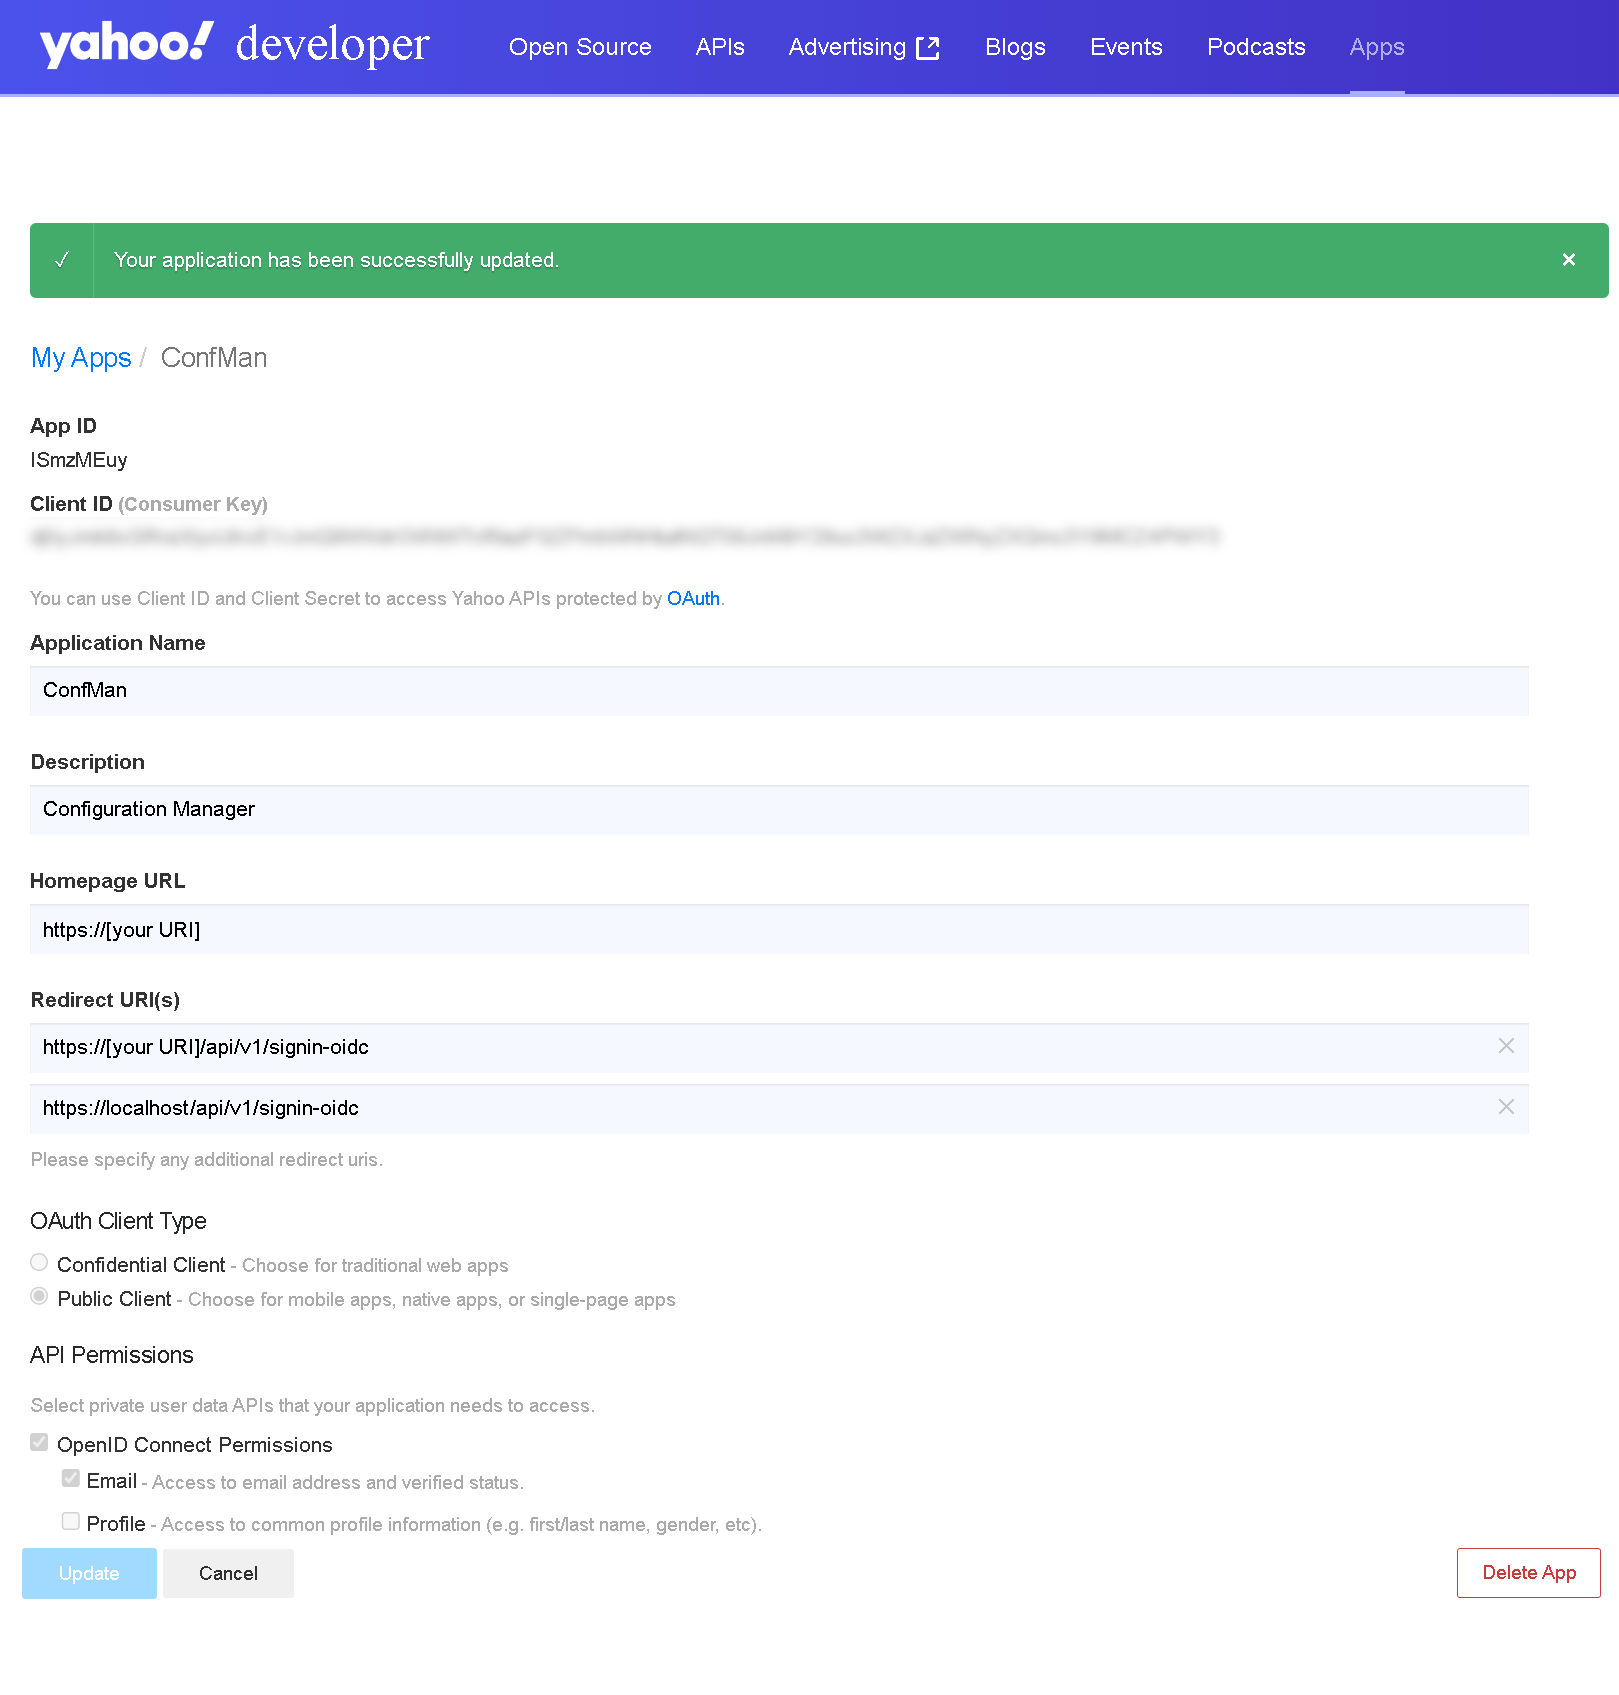 yahoo! developer Open Source APIs Advertising Blogs Events Podcasts Apps
Your application has been successfully updated.
My Apps / ConfMan
App ID
ISmzMEuy
Client ID (Consumer Key)
You can use Client ID and Client Secret to access Yahoo APIs protected by OAuth.
Application Name
ConfMan
Description
Configuration Manager
Homepage URL
https://[your URI]
Redirect URI(s)
https://[your URI]/api/v1/signin-oidc
https://localhost/api/v1/signin-oidc
Please specify any additional redirect uris.
OAuth Client Type
Confidential Client - Choose for traditional web apps
Public Client - Choose for mobile apps, native apps, or single-page apps
API Permissions
Select private user data APIs that your application needs to access.
OpenID Connect Permissions
Email - Access to email address and verified status.
Profile - Access to common profile information (e.g. first/last name, gender, etc).
Update Cancel Delete App